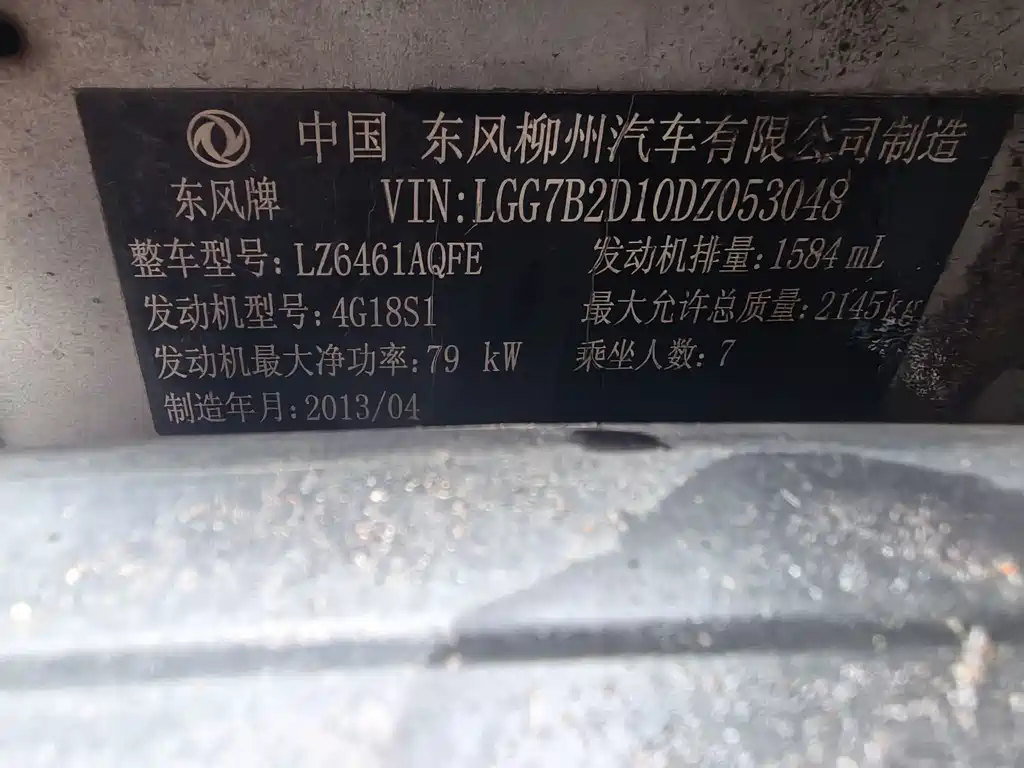 中国 东风柳州汽车有限公司制造
东风牌 VIN:LGG7B2D10DZ053048
整车型号:LZ6461AQFE 发动机排量:1584 mL
发动机型号:4G18S1 最大允许总质量:2145kg
发动机最大净功率:79 kW 乘坐人数:7
制造年月:2013/04